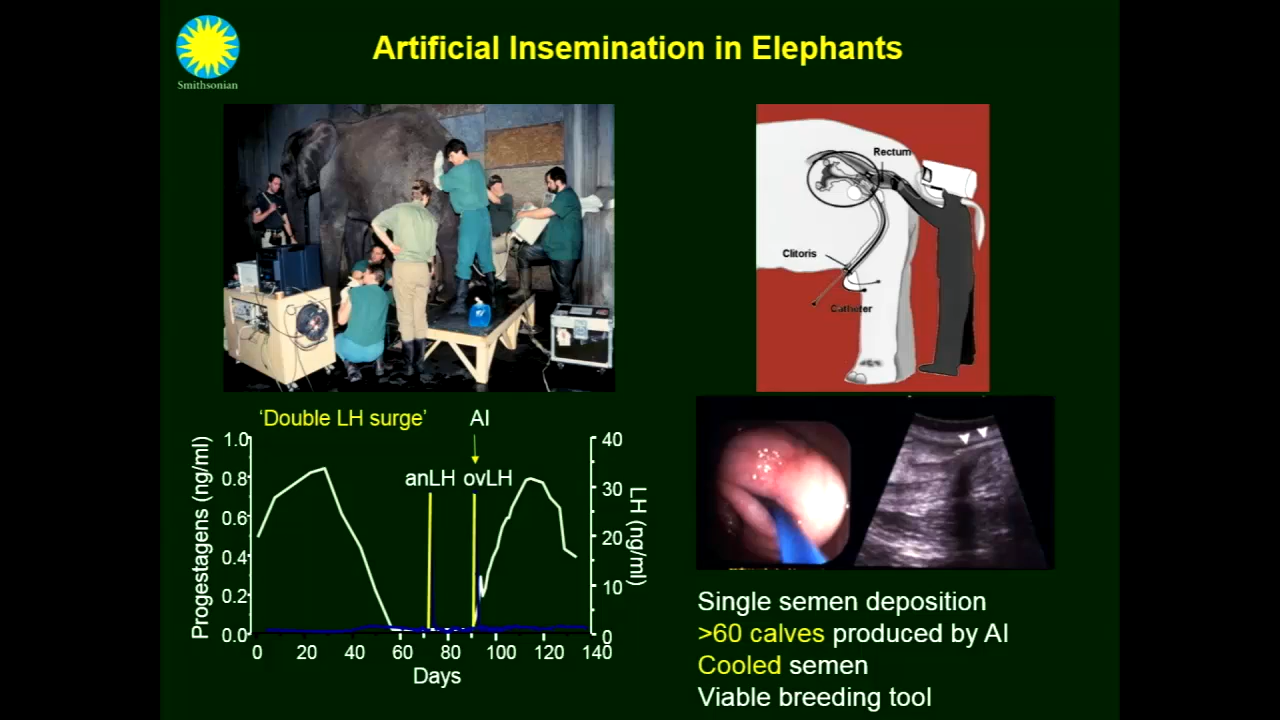 Smithsonian
Artificial Insemination in Elephants
Rectum
Clitoris
Catheter
‘Double LH surge’
AI
anLH ovLH
Progestagens (ng/ml)
1.0
0.8
0.6
0.4
0.2
0.0
40
30
20
10
0
LH (ng/ml)
0 20 40 60 80 100 120 140
Days
Single semen deposition
>60 calves produced by AI
Cooled semen
Viable breeding tool